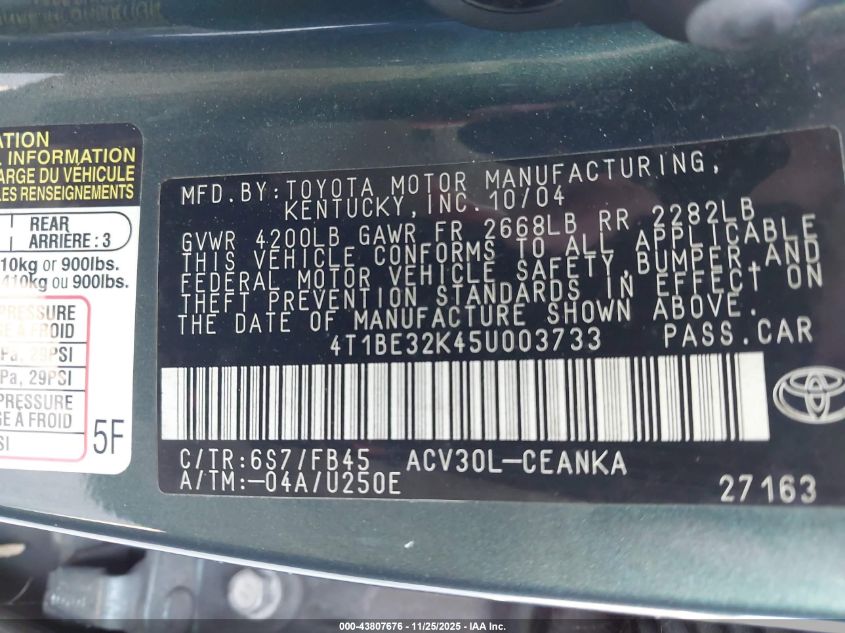 ATION
L INFORMATION
ARGE DU VÉHICULE
LES RENSEIGNEMENTS
REAR
ARRIÈRE : 3
10kg or 900lbs.
410kg ou 900lbs.
PRESSURE
À FROID
Pa, 29PSI
Pa, 29PSI
PRESSURE
GE À FROID
SI
5F
MFD.BY:TOYOTA MOTOR MANUFACTURING,
KENTUCKY,INC.10/04
GVWR 4200LB GAWR FR 2668LB RR 2282LB
THIS VEHICLE CONFORMS TO ALL APPLICABLE
FEDERAL MOTOR VEHICLE SAFETY,BUMPER,AND
THEFT PREVENTION STANDARDS IN EFFECT ON
THE DATE OF MANUFACTURE SHOWN ABOVE.
4T1BE32K45U003733 PASS.CAR
C/TR:6S7/FB45 ACV30L-CEANKA
A/TM:-04A/U250E
27163
000-43807676 - 11/25/2025 - IAA, Inc.